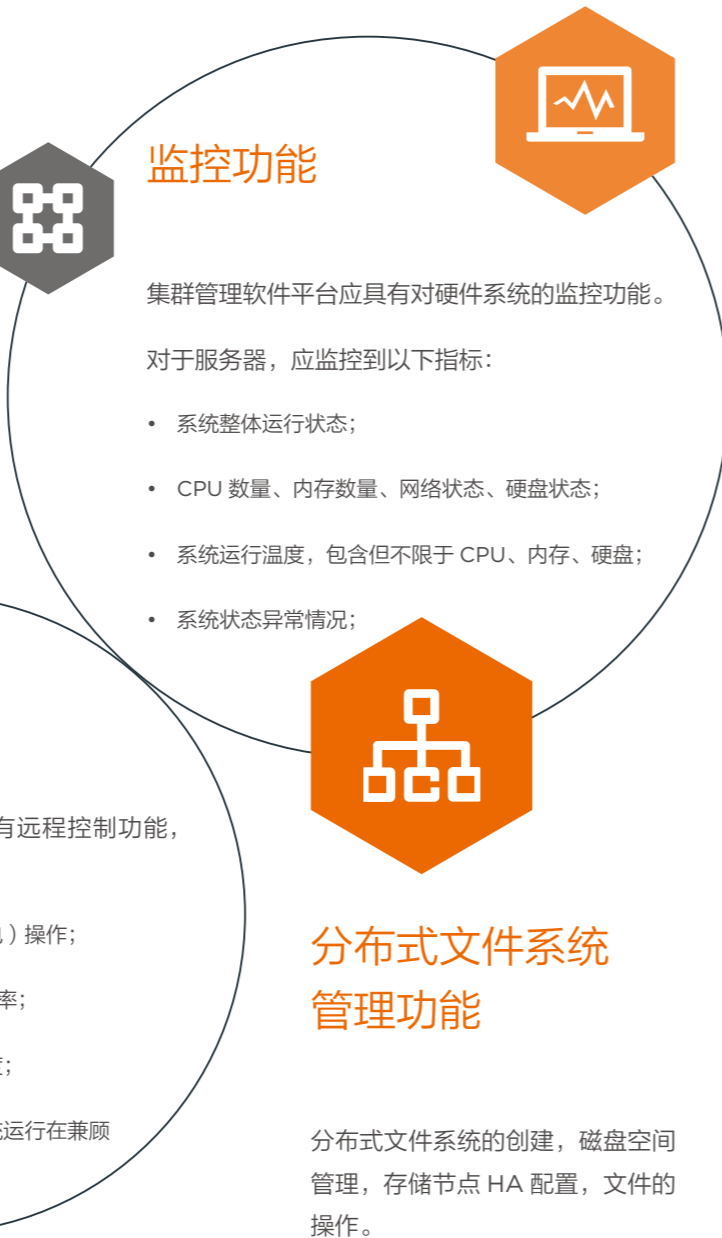 监控功能
集群管理软件平台应具有对硬件系统的监控功能。
对于服务器，应监控到以下指标：
• 系统整体运行状态；
• CPU 数量、内存数量、网络状态、硬盘状态；
• 系统运行温度，包含但不限于 CPU、内存、硬盘；
• 系统状态异常情况；
有远程控制功能，
）操作；
率；
运行在兼顾
分布式文件系统
管理功能
分布式文件系统的创建，磁盘空间
管理，存储节点 HA 配置，文件的
操作。